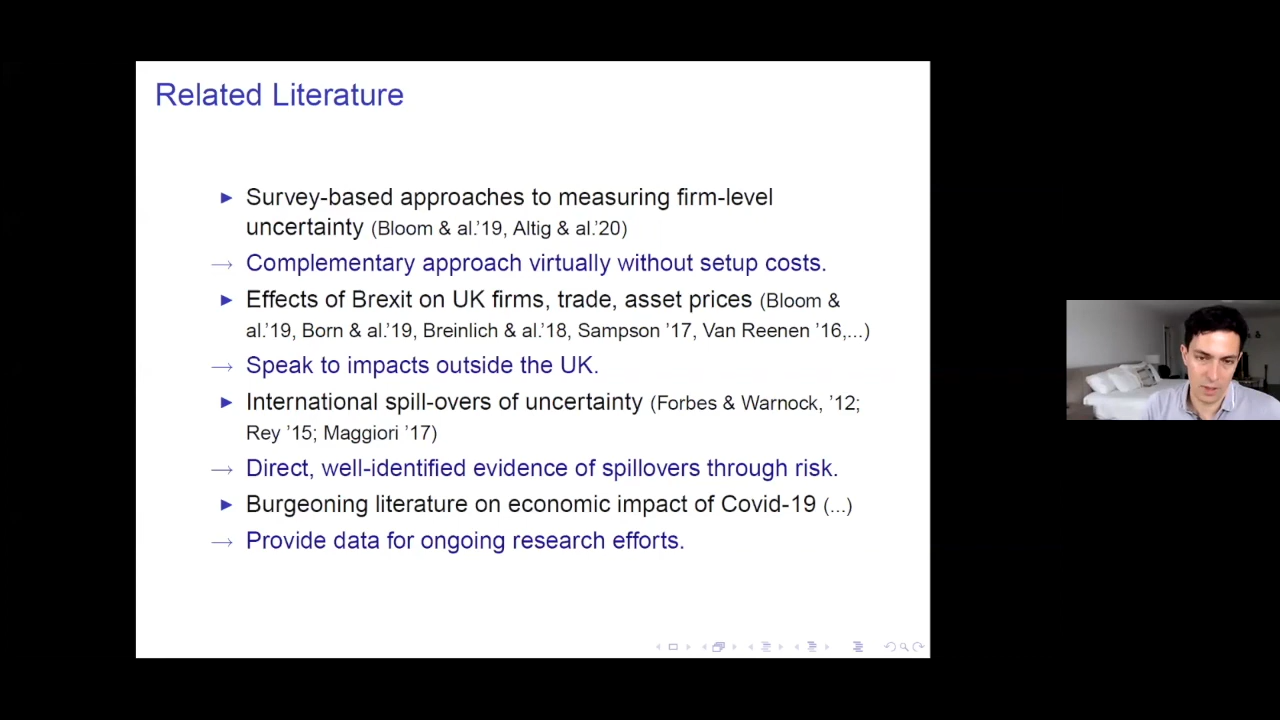 Related Literature
▶ Survey-based approaches to measuring firm-level
uncertainty (Bloom & al.'19, Altig & al.'20)
→ Complementary approach virtually without setup costs.
▶ Effects of Brexit on UK firms, trade, asset prices (Bloom &
al.'19, Born & al.'19, Breinlich & al.'18, Sampson '17, Van Reenen '16,...)
→ Speak to impacts outside the UK.
▶ International spill-overs of uncertainty (Forbes & Warnock, '12;
Rey '15; Maggiori '17)
→ Direct, well-identified evidence of spillovers through risk.
▶ Burgeoning literature on economic impact of Covid-19 (...)
→ Provide data for ongoing research efforts.